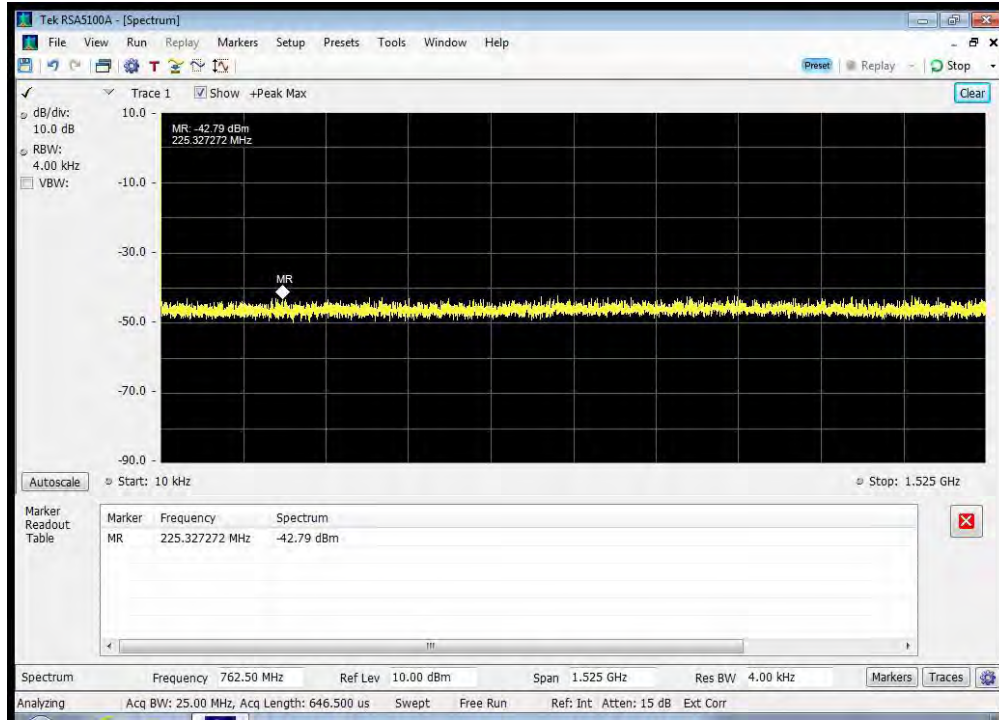 Tek RSA5100A - [Spectrum]
File View Run Replay Markers Setup Presets Tools Window Help
T
Preset Replay Stop
Trace 1 Show +Peak Max Clear
dB/div:
10.0 dB
RBW:
4.00 kHz
VBW:
10.0
-10.0
-30.0
-50.0
-70.0
-90.0
MR: -42.79 dBm
225.327272 MHz
MR
Autoscale Start: 10 kHz Stop: 1.525 GHz
Marker Readout Table
Marker Frequency Spectrum
MR 225.327272 MHz -42.79 dBm
Spectrum Frequency 762.50 MHz Ref Lev 10.00 dBm Span 1.525 GHz Res BW 4.00 kHz Markers Traces
Analyzing Acq BW: 25.00 MHz, Acq Length: 646.500 us Swept Free Run Ref: Int Atten: 15 dB Ext Corr